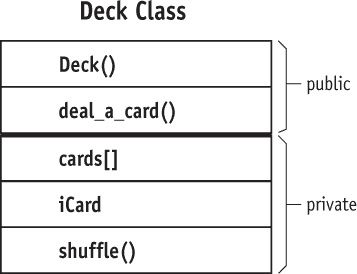 Deck Class
Deck()
deal_a_card()
public
cards[]
iCard
private
shuffle()